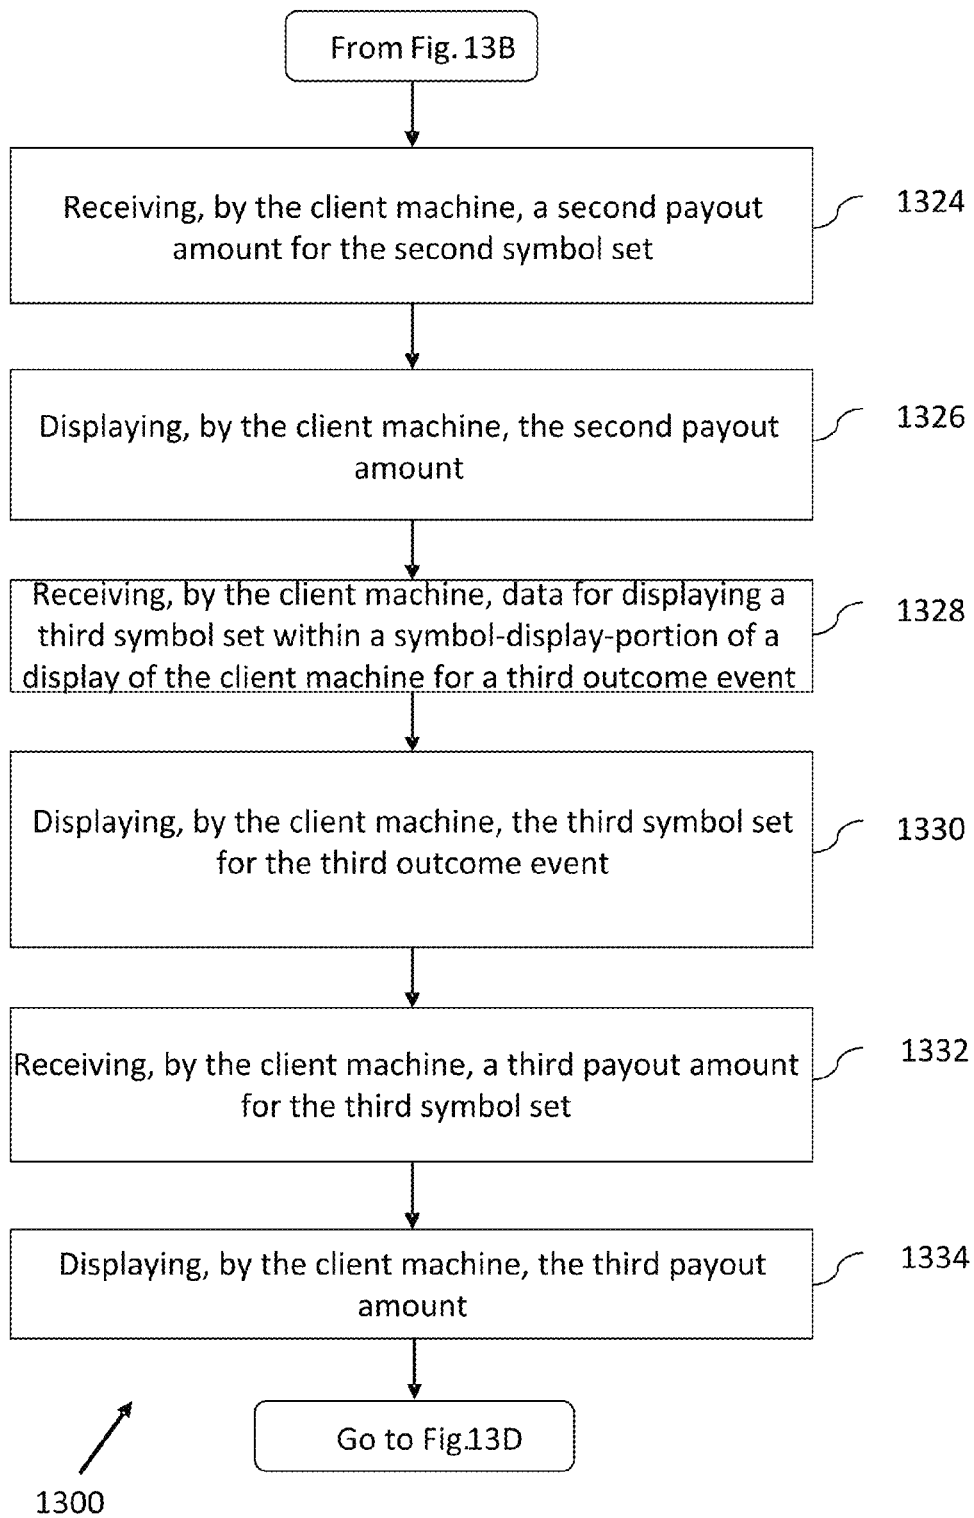 From Fig. 13B
Receiving, by the client machine, a second payout
amount for the second symbol set
1324
Displaying, by the client machine, the second payout
amount
1326
Receiving, by the client machine, data for displaying a
third symbol set within a symbol-display-portion of a
display of the client machine for a third outcome event
1328
Displaying, by the client machine, the third symbol set
for the third outcome event
1330
Receiving, by the client machine, a third payout amount
for the third symbol set
1332
Displaying, by the client machine, the third payout
amount
1334
Go to Fig.13D
1300